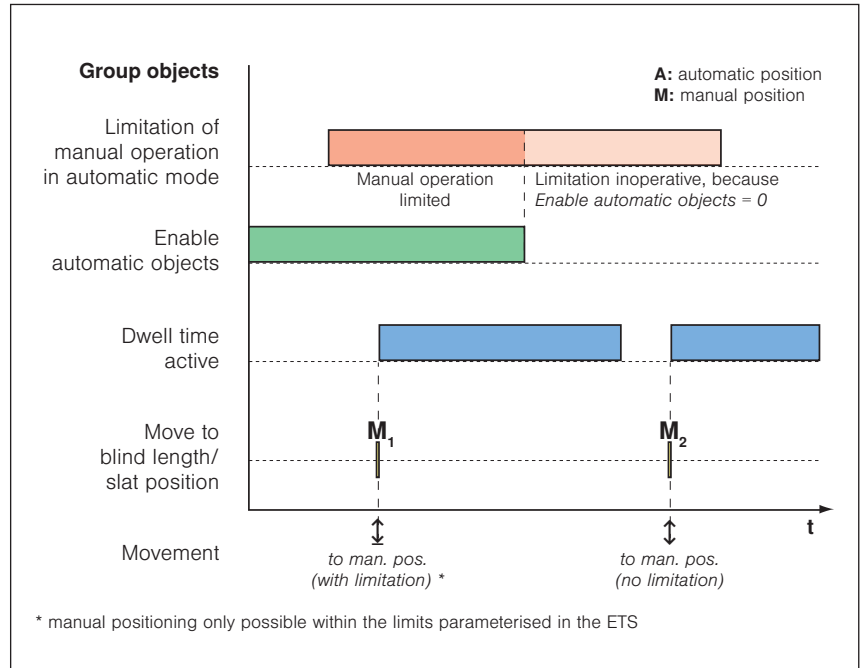 Group objects
A: automatic position
M: manual position
Limitation of
manual operation
in automatic mode
Manual operation
limited
Limitation inoperative, because
Enable automatic objects = 0
Enable
automatic objects
Dwell time
active
Move to
blind length/
slat position
M1
M2
t
Movement
to man. pos.
(with limitation) *
to man. pos.
(no limitation)
* manual positioning only possible within the limits parameterised in the ETS